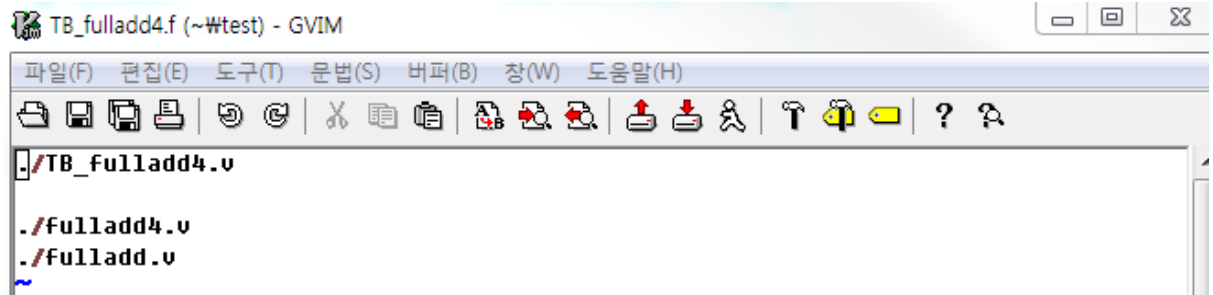 TB_fulladd4.f (~₩test) - GVIM
파일(F) 편집(E) 도구(T) 문법(S) 버퍼(B) 창(W) 도움말(H)
./TB_fulladd4.v
./fulladd4.v
./fulladd.v
~